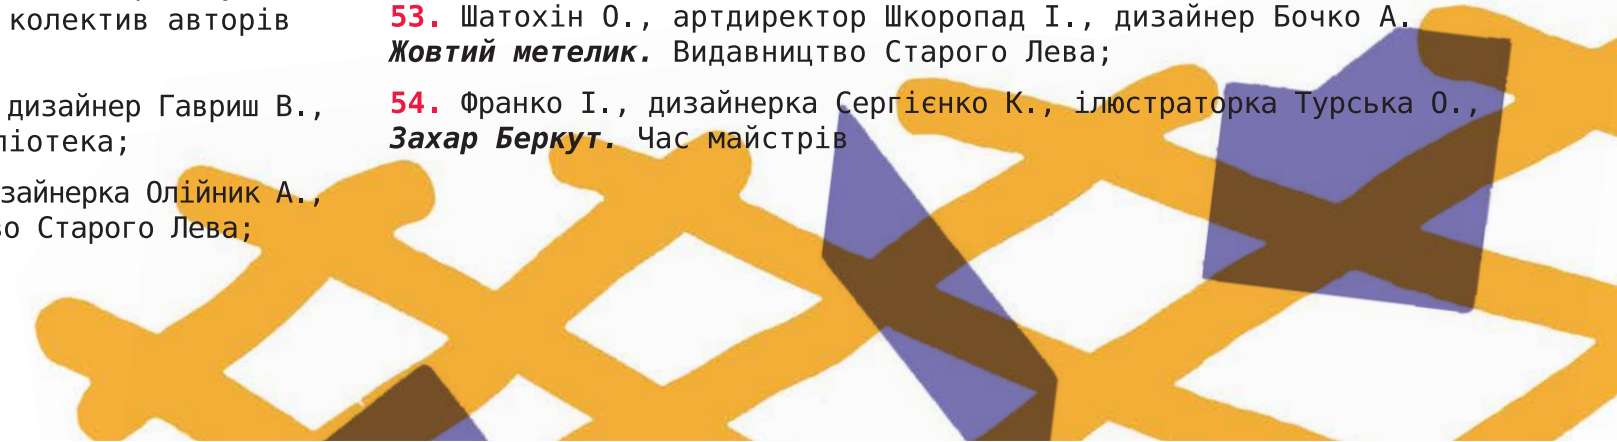 колектив авторів
дизайнер Гавриш В.,
зайнерка Олійник А.,
Старого Лева;
53. Шатохін О., артдиректор Шкоропад І., дизайнер Бочко А.
Жовтий метелик. Видавництво Старого Лева;
54. Франко І., дизайнерка Сергієнко К., ілюстраторка Турська О.,
Захар Беркут. Час майстрів